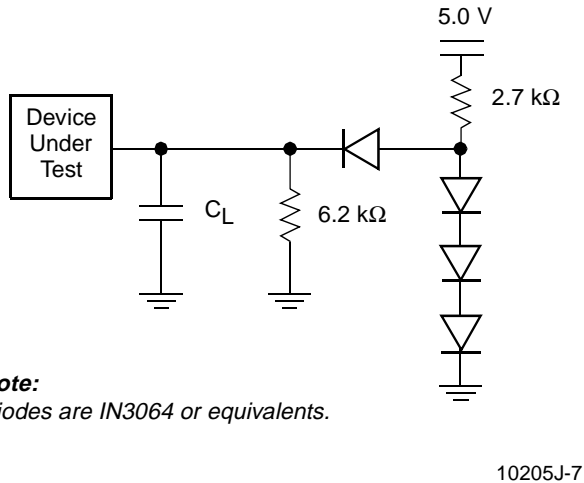 5.0 V
2.7 kΩ
Device
Under
Test
CL
6.2 kΩ
ote:
iodes are IN3064 or equivalents.
10205J-7